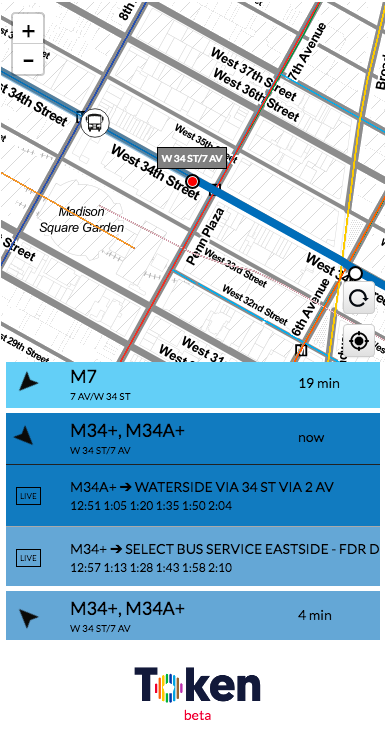 +
-
8th
7th Avenue
Broa
West 37th Street
West 36th Street
West 34th Street
West 35th Street
W 34 ST/7 AV
West 34th Street
Madison
Square Garden
Penn Plaza
West 33rd Street
West 3
West 32nd Street
6th Avenue
West 31
West 29th Street
M7
19 min
7 AV/W 34 ST
M34+, M34A+
now
W 34 ST/7 AV
LIVE
M34A+ ➔ WATERSIDE VIA 34 ST VIA 2 AV
12:51 1:05 1:20 1:35 1:50 2:04
LIVE
M34+ ➔ SELECT BUS SERVICE EASTSIDE - FDR D
12:57 1:13 1:28 1:43 1:58 2:10
M34+, M34A+
4 min
W 34 ST/7 AV
Token
beta